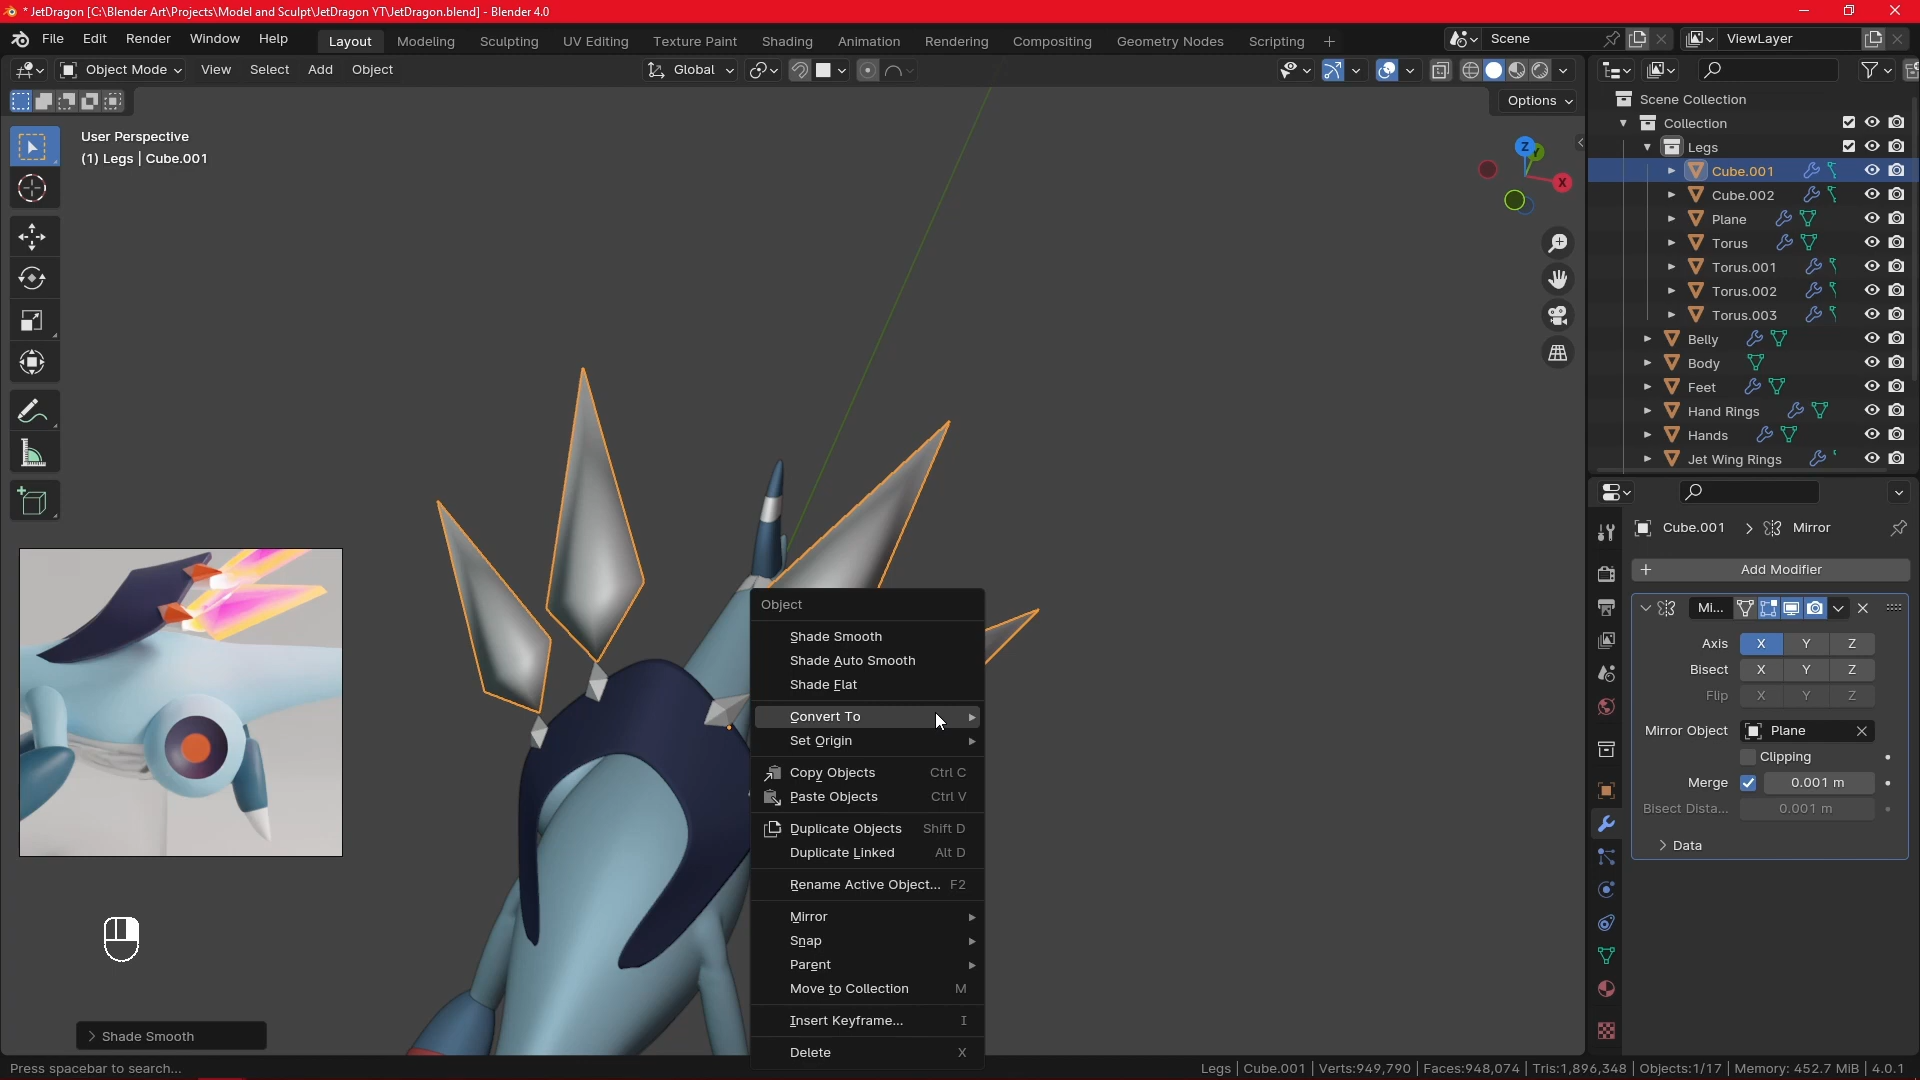 * JetDragon [C:\Blender Art\Projects\Model and Sculpt\JetDragon YT\JetDragon.blend] - Blender 4.0
File Edit Render Window Help Layout Modeling Sculpting UV Editing Texture Paint Shading Animation Rendering Compositing Geometry Nodes Scripting + Scene ViewLayer
Object Mode View Select Add Object Global
Options
User Perspective
(1) Legs | Cube.001
Z
Y
X
Scene Collection
Collection
Legs
Cube.001
Cube.002
Plane
Torus
Torus.001
Torus.002
Torus.003
Belly
Body
Feet
Hand Rings
Hands
Jet Wing Rings
Cube.001 > Mirror
+ Add Modifier
Mi...
Axis X Y Z
Bisect X Y Z
Flip X Y Z
Mirror Object Plane
Clipping
Merge 0.001 m
Bisect Dista... 0.001 m
Data
Object
Shade Smooth
Shade Auto Smooth
Shade Flat
Convert To
Set Origin
Copy Objects Ctrl C
Paste Objects Ctrl V
Duplicate Objects Shift D
Duplicate Linked Alt D
Rename Active Object... F2
Mirror
Snap
Parent
Move to Collection M
Insert Keyframe... I
Delete X
Shade Smooth
Press spacebar to search...
Legs | Cube.001 | Verts:949,790 | Faces:948,074 | Tris:1,896,348 | Objects:1/17 | Memory: 452.7 MiB | 4.0.1